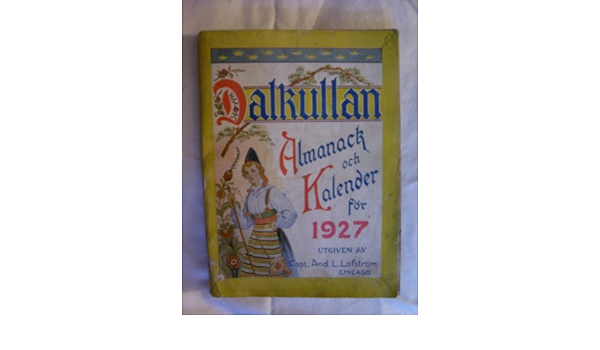 Dalkullan
Almanack
och
Kalender
för
1927
UTGIVEN AV
Capt. And. L. Löfström
CHICAGO